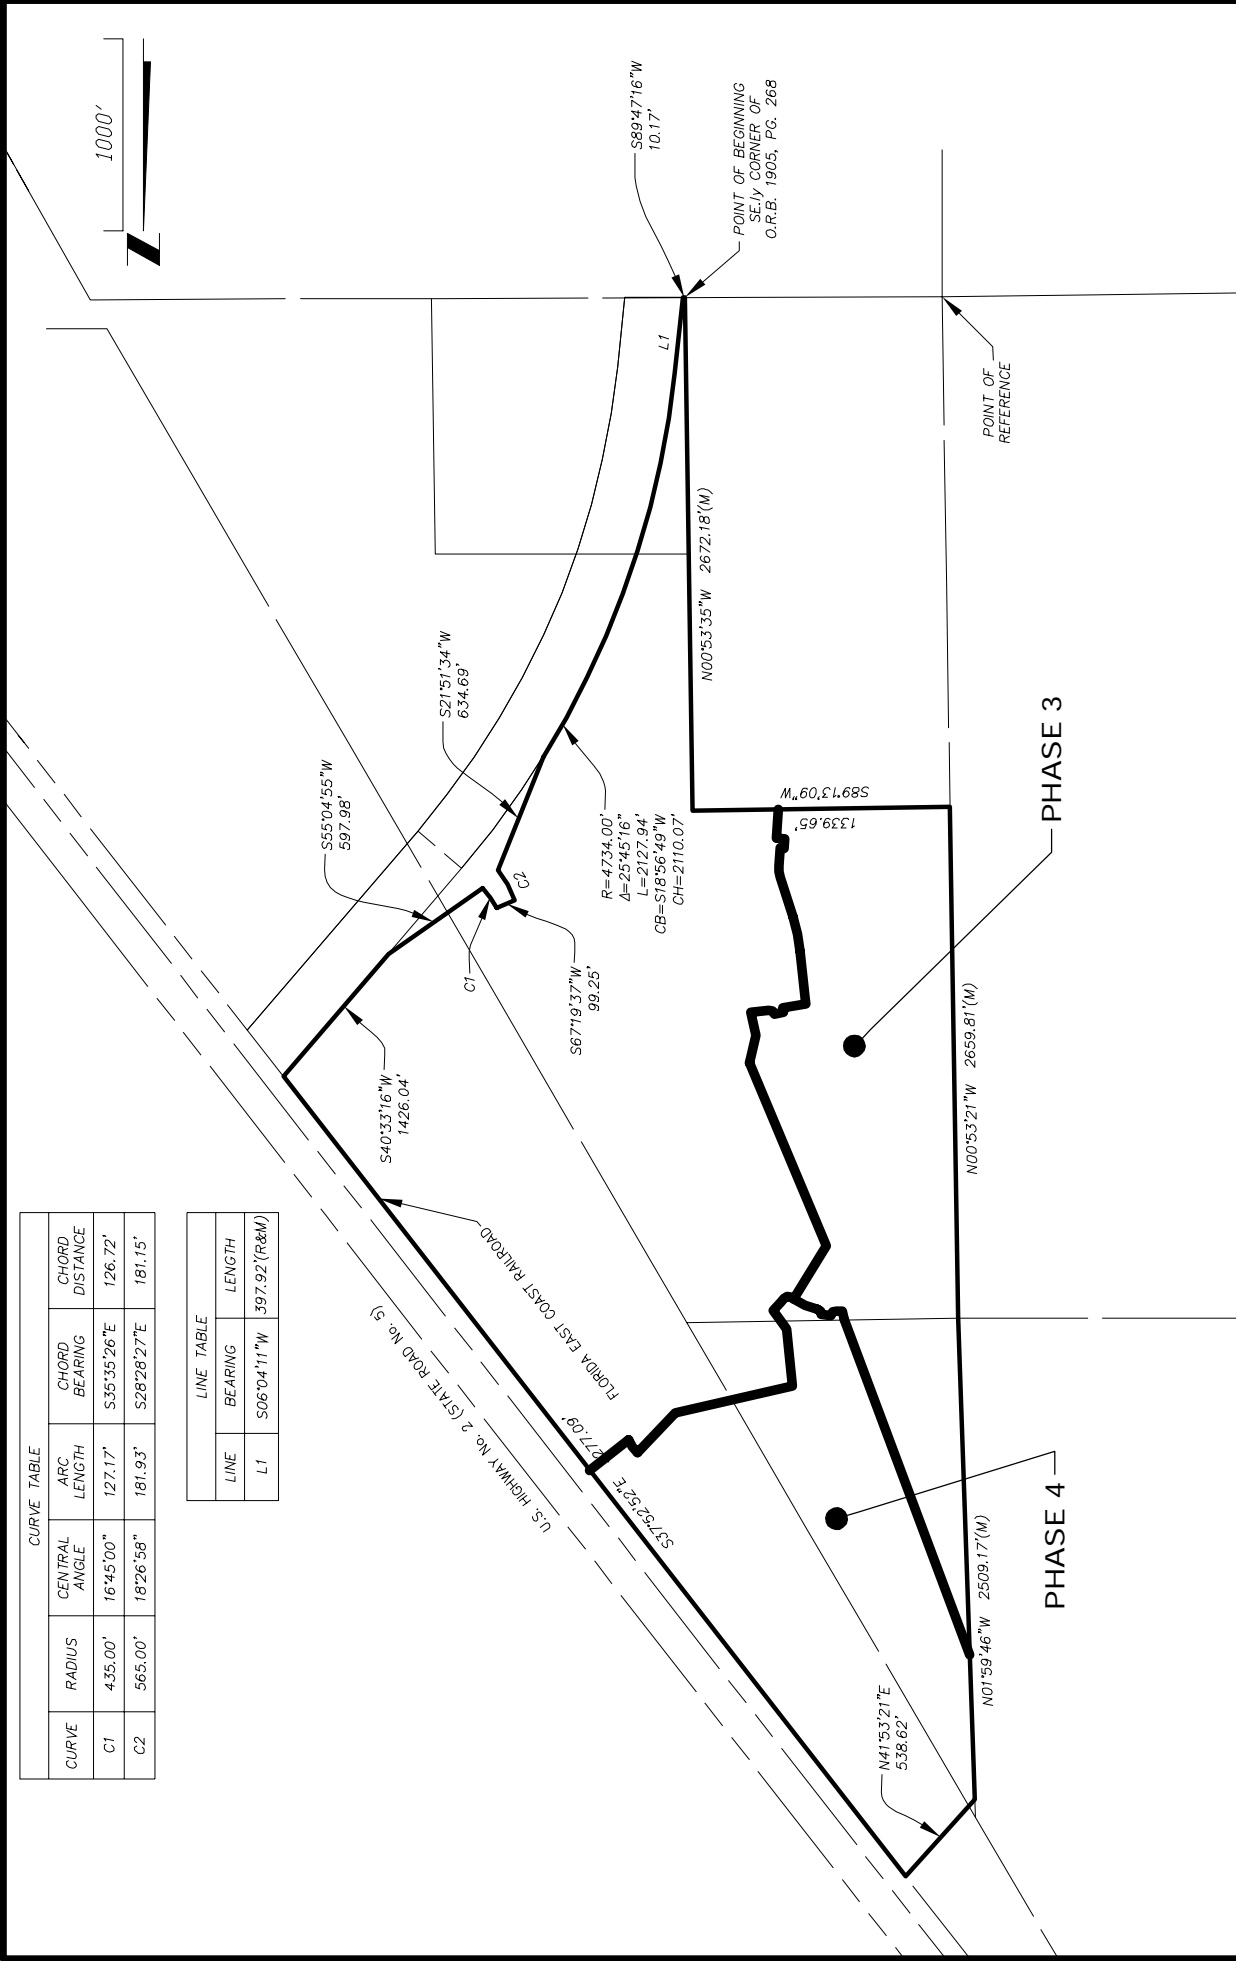 CURVE TABLE
CURVE RADIUS CENTRAL ANGLE ARC LENGTH CHORD BEARING CHORD DISTANCE
C1 435.00' 16°45'00" 127.17' S35°35'26"E 126.72'
C2 565.00' 18°26'58" 181.93' S28°28'27"E 181.15'
LINE TABLE
LINE BEARING LENGTH
L1 S06°04'11"W 397.92'(R&M)
1000'
S89°47'16"W
10.17'
POINT OF BEGINNING
SE.ly CORNER OF
O.R.B. 1905, PG. 268
L1
POINT OF
REFERENCE
N00°53'35"W 2672.18'(M)
S21°51'34"W
634.69'
S55°04'55"W
597.98'
R=4734.00'
Δ=25°45'16"
L=2127.94'
CB=S18°56'49"W
CH=2110.07'
C2
C1
S67°19'37"W
99.25'
S40°33'16"W
1426.04'
S89°13'09"W
1339.65'
PHASE 3
N00°53'21"W 2659.81'(M)
FLORIDA EAST COAST RAILROAD
U.S. HIGHWAY No. 2 (STATE ROAD No. 5)
S37°52'52"E
277.09'
PHASE 4
N01°59'46"W 2509.17'(M)
N41°53'21"E
538.62'